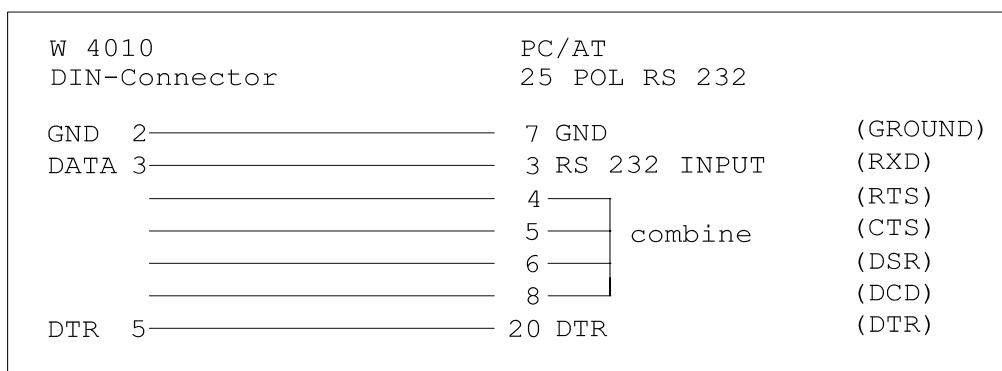 W 4010 PC/AT
DIN-Connector 25 POL RS 232
GND 2 7 GND (GROUND)
DATA 3 3 RS 232 INPUT (RXD)
4 (RTS)
5 combine (CTS)
6 (DSR)
8 (DCD)
DTR 5 20 DTR (DTR)